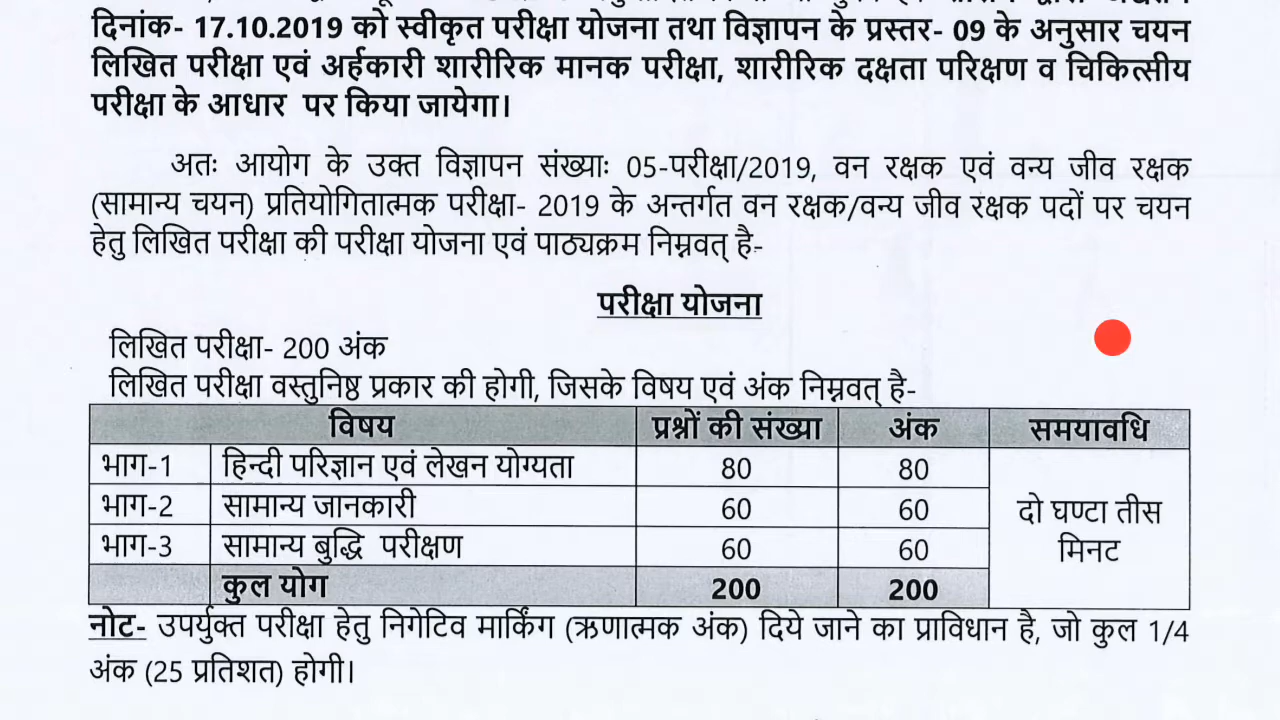 दिनांक- 17.10.2019 को स्वीकृत परीक्षा योजना तथा विज्ञापन के प्रस्तर- 09 के अनुसार चयन
लिखित परीक्षा एवं अर्हकारी शारीरिक मानक परीक्षा, शारीरिक दक्षता परिक्षण व चिकित्सीय
परीक्षा के आधार पर किया जायेगा।
अतः आयोग के उक्त विज्ञापन संख्याः 05-परीक्षा/2019, वन रक्षक एवं वन्य जीव रक्षक
(सामान्य चयन) प्रतियोगितात्मक परीक्षा- 2019 के अन्तर्गत वन रक्षक/वन्य जीव रक्षक पदों पर चयन
हेतु लिखित परीक्षा की परीक्षा योजना एवं पाठ्यक्रम निम्नवत् है-
परीक्षा योजना
लिखित परीक्षा- 200 अंक
लिखित परीक्षा वस्तुनिष्ठ प्रकार की होगी, जिसके विषय एवं अंक निम्नवत् है-
विषय प्रश्नों की संख्या अंक समयावधि
भाग-1 हिन्दी परिज्ञान एवं लेखन योग्यता 80 80
भाग-2 सामान्य जानकारी 60 60 दो घण्टा तीस
भाग-3 सामान्य बुद्धि परीक्षण 60 60 मिनट
कुल योग 200 200
नोट- उपर्युक्त परीक्षा हेतु निगेटिव मार्किंग (ऋणात्मक अंक) दिये जाने का प्राविधान है, जो कुल 1/4
अंक (25 प्रतिशत) होगी।